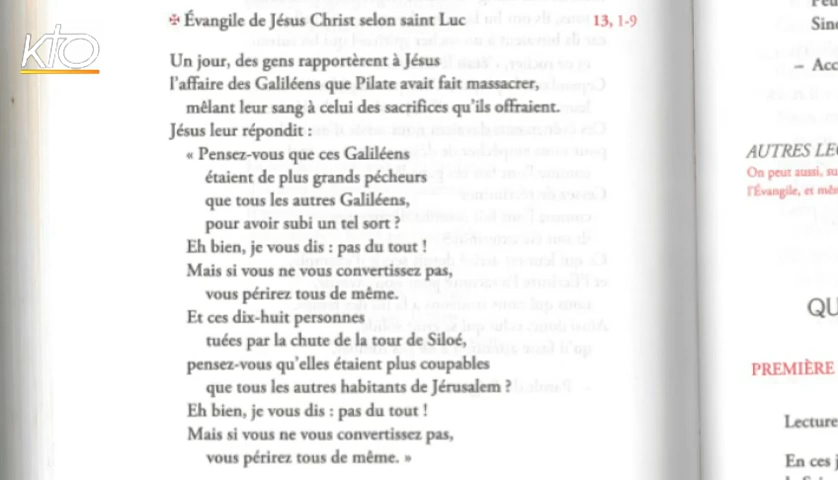 KTO
✠ Évangile de Jésus Christ selon saint Luc 13, 1-9
Un jour, des gens rapportèrent à Jésus
l'affaire des Galiléens que Pilate avait fait massacrer,
mêlant leur sang à celui des sacrifices qu'ils offraient.
Jésus leur répondit :
« Pensez-vous que ces Galiléens
étaient de plus grands pécheurs
que tous les autres Galiléens,
pour avoir subi un tel sort ?
Eh bien, je vous dis : pas du tout !
Mais si vous ne vous convertissez pas,
vous périrez tous de même.
Et ces dix-huit personnes
tuées par la chute de la tour de Siloé,
pensez-vous qu'elles étaient plus coupables
que tous les autres habitants de Jérusalem ?
Eh bien, je vous dis : pas du tout !
Mais si vous ne vous convertissez pas,
vous périrez tous de même. »
– Acc
AUTRES LE
On peut aussi, su
l'Évangile, et mê
QU
PREMIÈRE
Lecture
En ces j